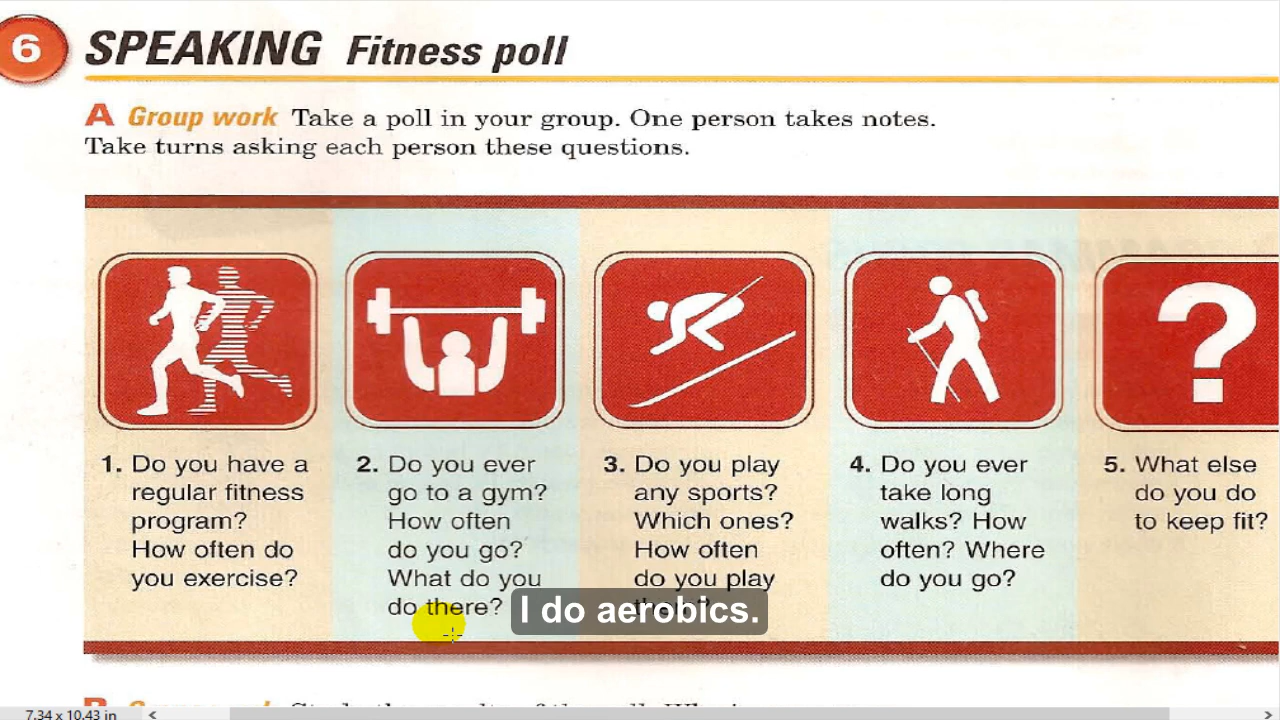 6 SPEAKING Fitness poll
A Group work Take a poll in your group. One person takes notes.
Take turns asking each person these questions.
?
1. Do you have a
regular fitness
program?
How often do
you exercise?
2. Do you ever
go to a gym?
How often
do you go?
What do you
do there?
3. Do you play
any sports?
Which ones?
How often
do you play
4. Do you ever
take long
walks? How
often? Where
do you go?
5. What else
do you do
to keep fit?
I do aerobics.
7.34 x 10.43 in